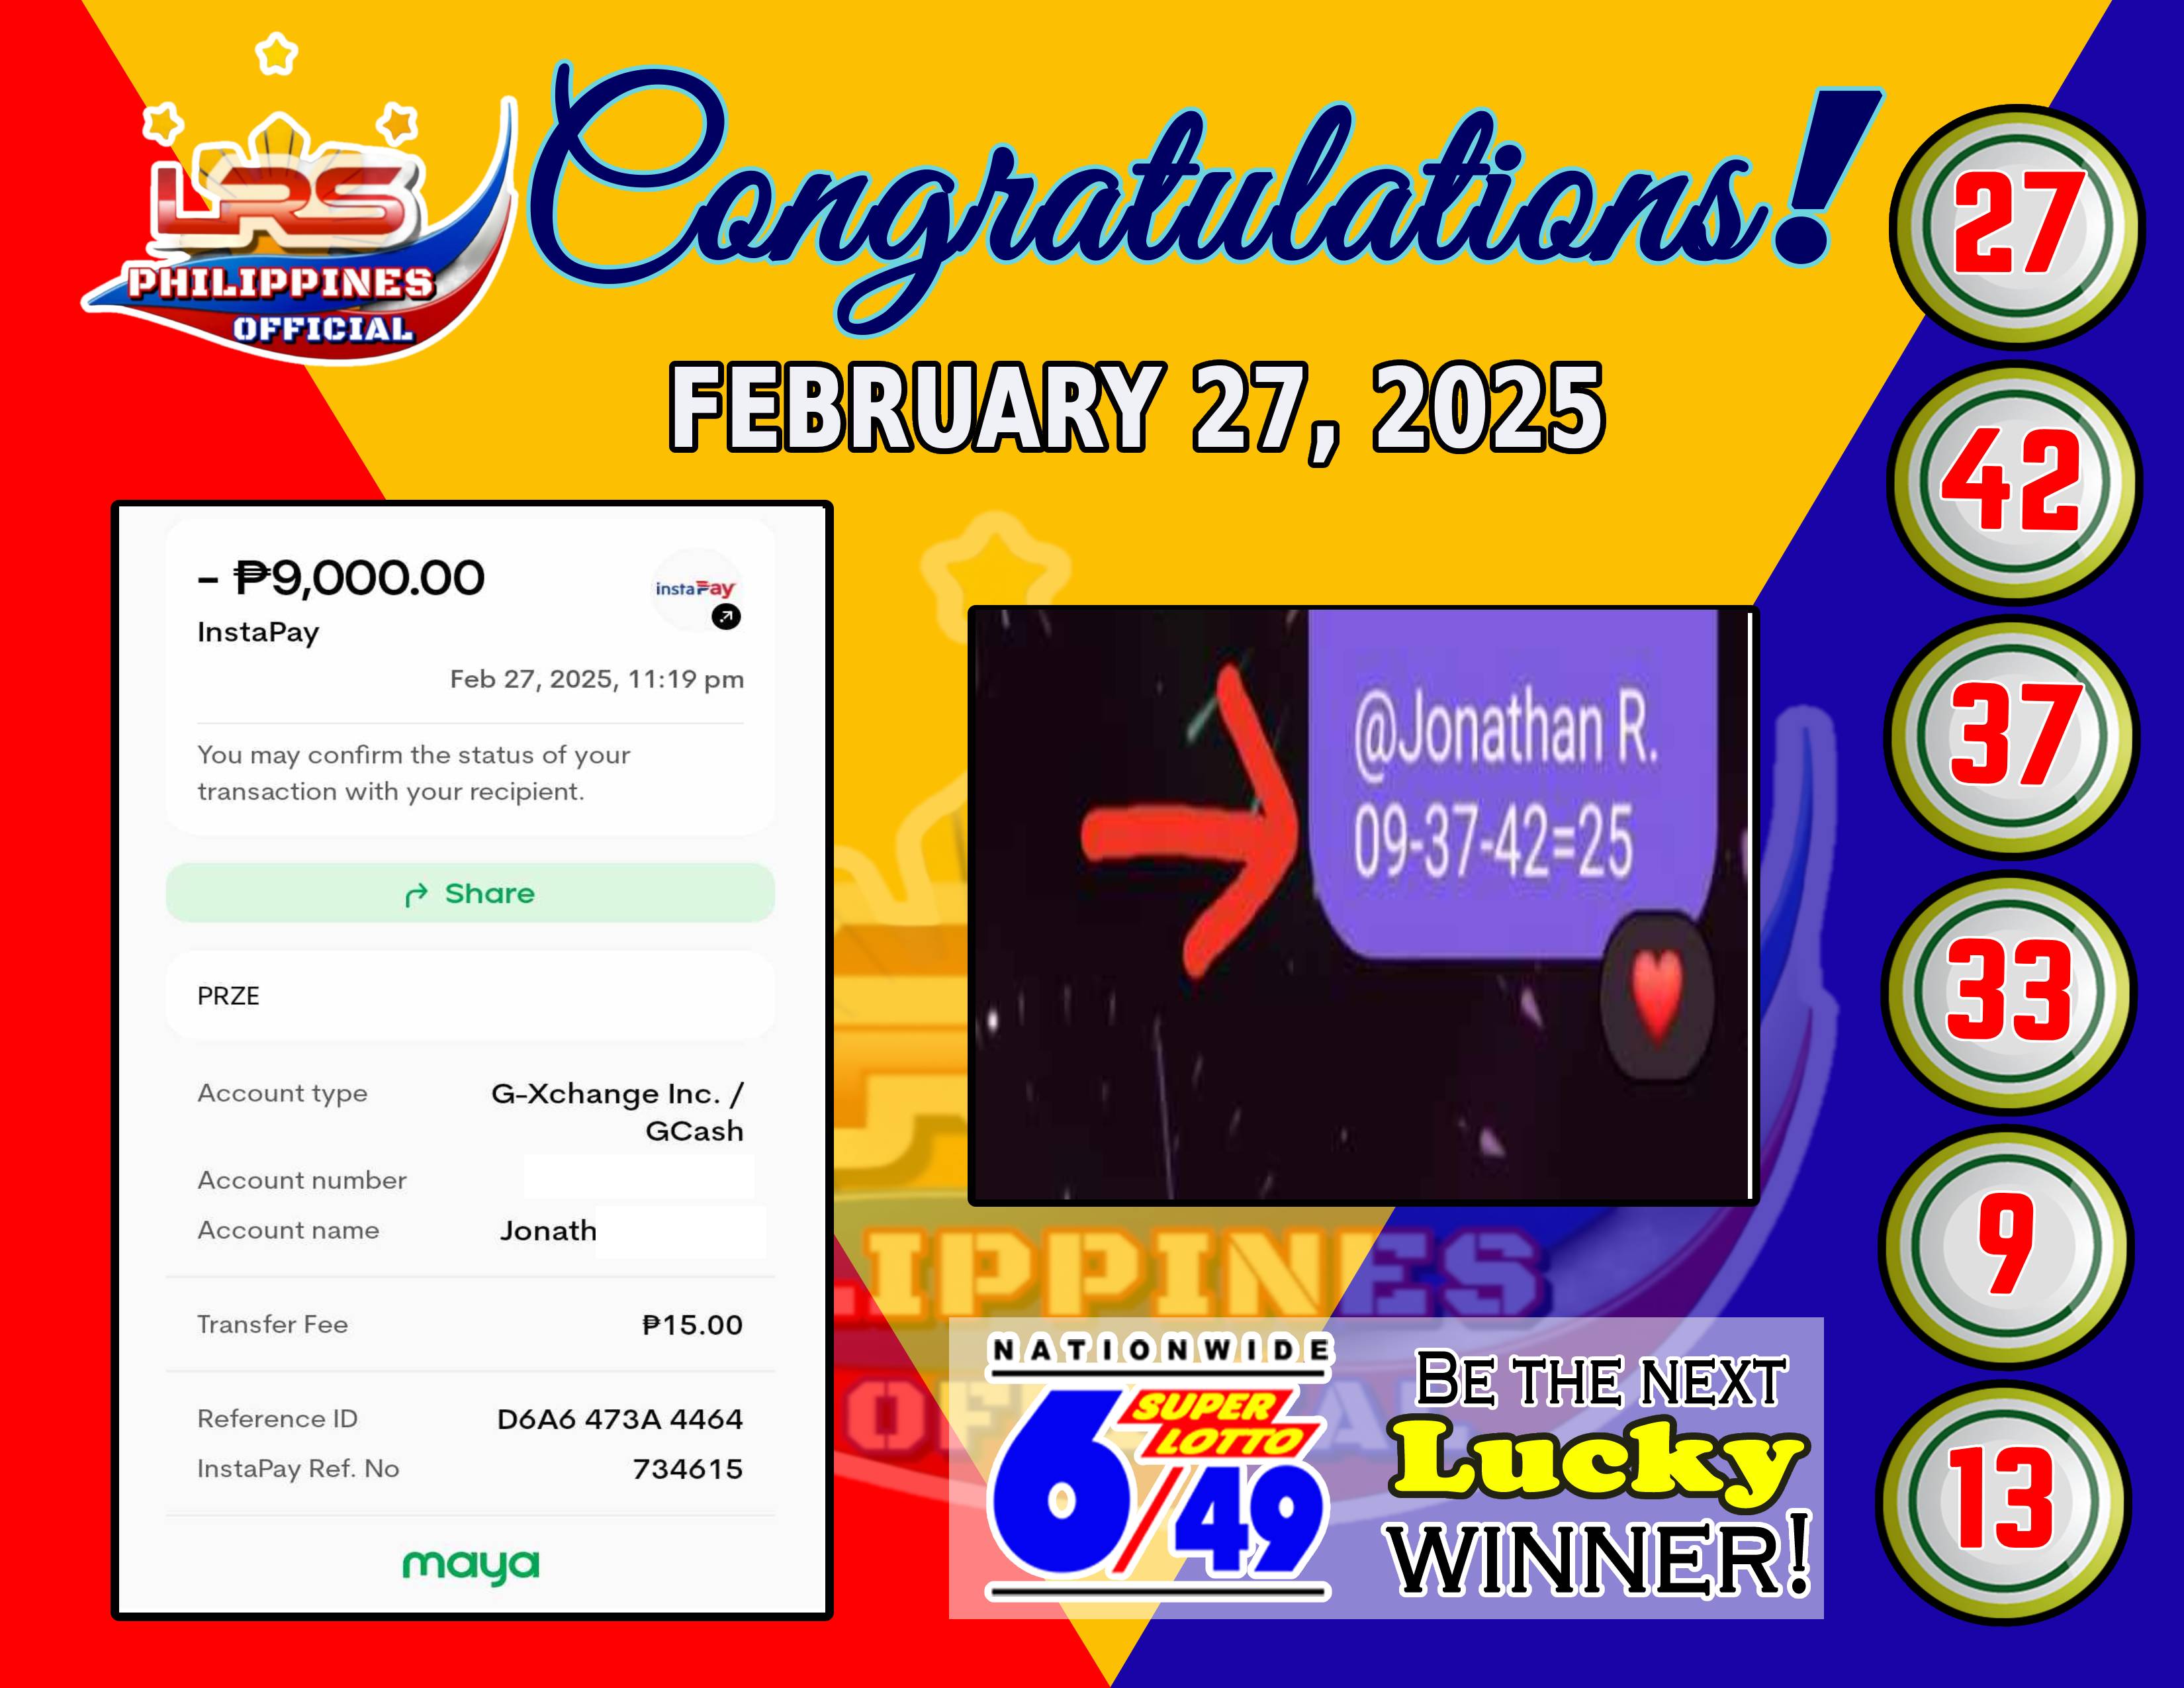 LRS
PHILIPPINES
OFFICIAL
Congratulations!
FEBRUARY 27, 2025
- ₱9,000.00
InstaPay
instaPay
Feb 27, 2025, 11:19 pm
You may confirm the status of your
transaction with your recipient.
Share
PRZE
Account type G-Xchange Inc. /
GCash
Account number
Account name Jonath
Transfer Fee ₱15.00
Reference ID D6A6 473A 4464
InstaPay Ref. No 734615
maya
@Jonathan R.
09-37-42=25
LIPPINES
NATIONWIDE
SUPER
LOTTO
6/49
BE THE NEXT
Lucky
WINNER!
27
42
37
33
9
13